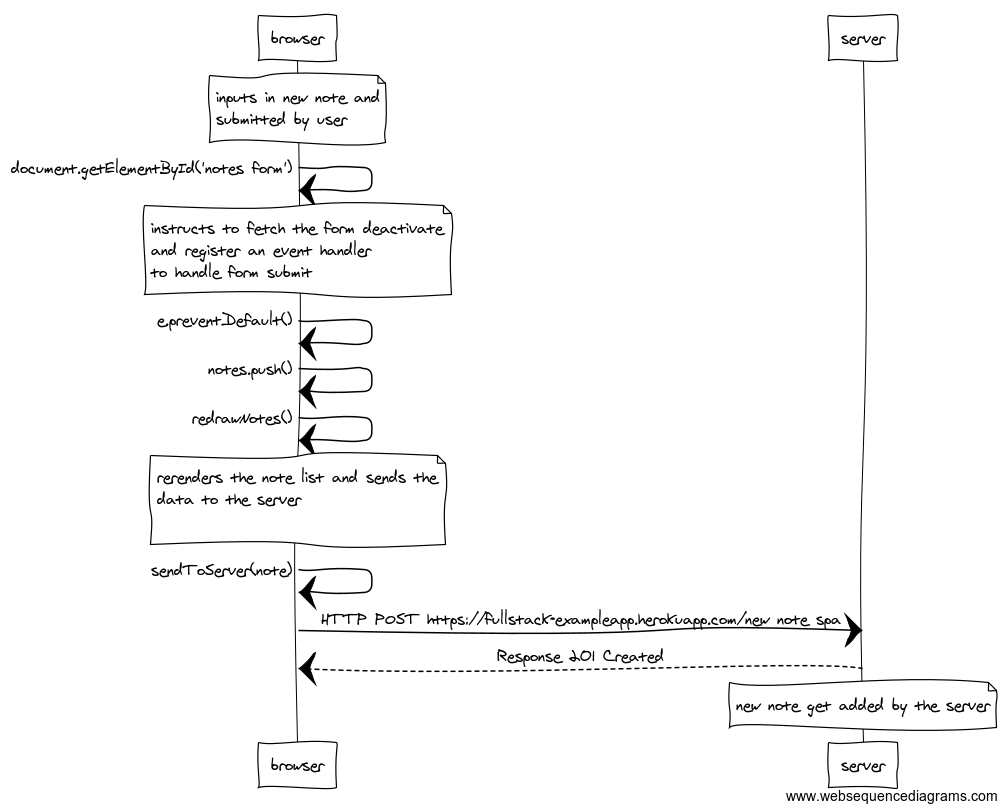 browser
server
inputs in new note and
submitted by user
document.getElementById('notes form')
instructs to fetch the form deactivate
and register an event handler
to handle form submit
e.preventDefault()
notes.push()
redrawNotes()
rerenders the note list and sends the
data to the server
sendToServer(note)
HTTP POST https://fullstack-exampleapp.herokuapp.com/new note spa
Response 201 Created
new note get added by the server
browser
server
www.websequencediagrams.com